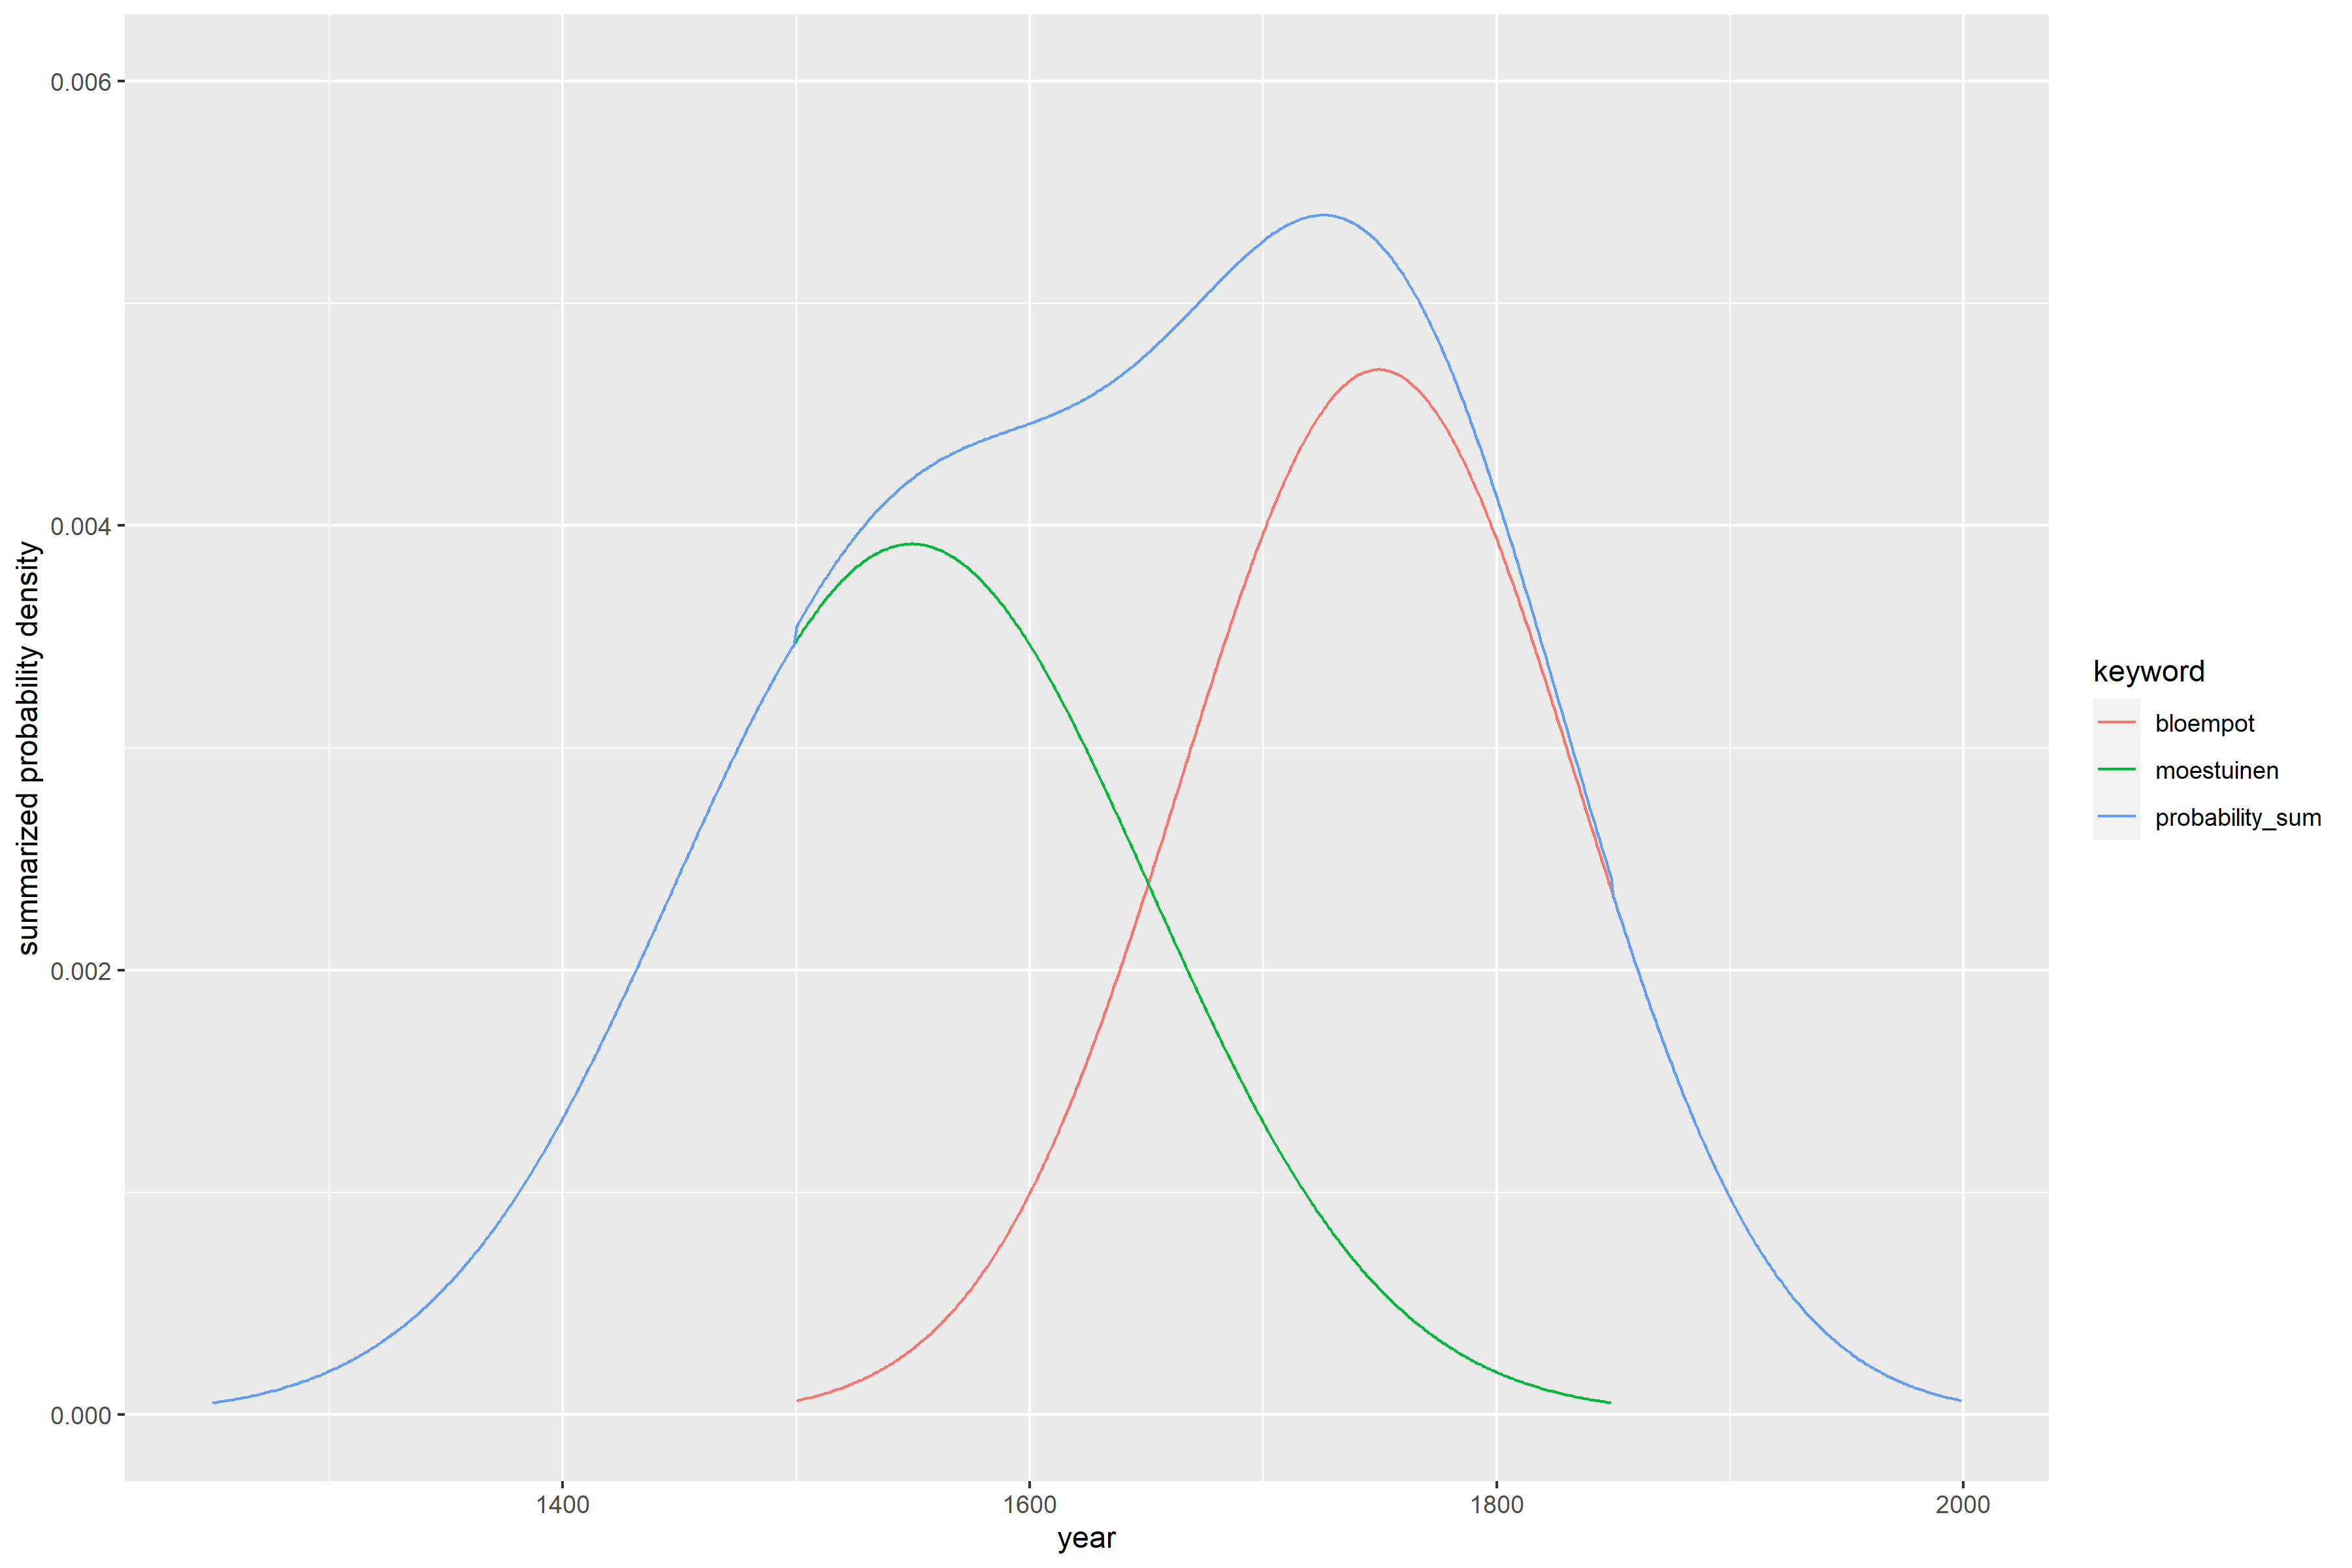 0.006
0.004
0.002
0.000
summarized probability density
1400
1600
1800
2000
year
keyword
bloempot
moestuinen
probability_sum